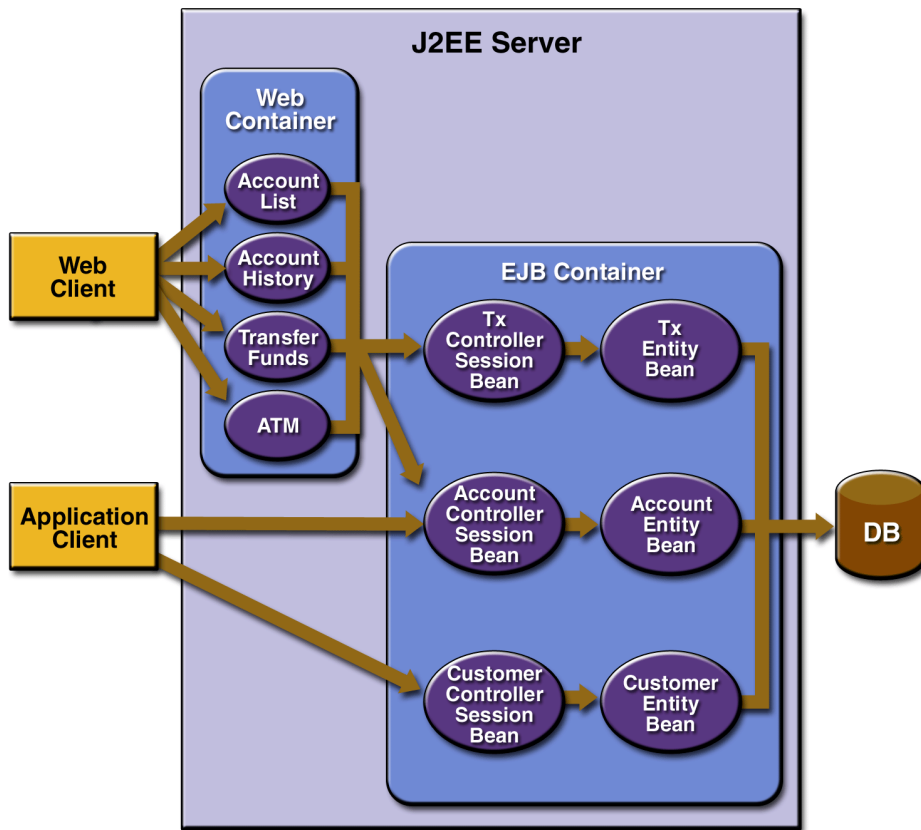 J2EE Server
Web
Container
Account
List
Account
History
Transfer
Funds
ATM
Web
Client
Application
Client
EJB Container
Tx
Controller
Session
Bean
Tx
Entity
Bean
Account
Controller
Session
Bean
Account
Entity
Bean
Customer
Controller
Session
Bean
Customer
Entity
Bean
DB